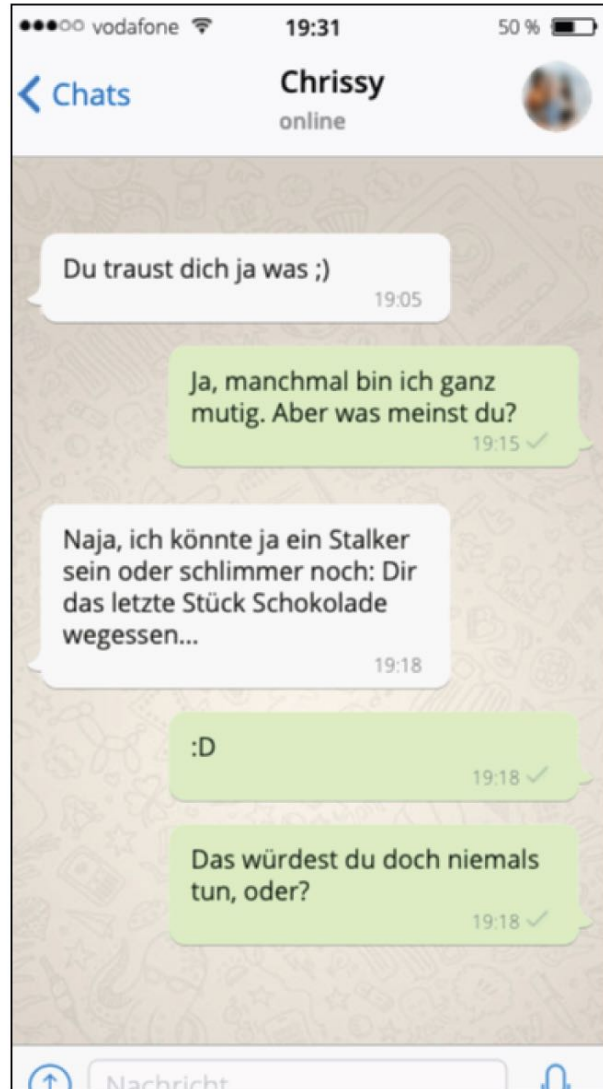 vodafone 19:31 50 %
Chats Chrissy
online
Du traust dich ja was ;)
19:05
Ja, manchmal bin ich ganz
mutig. Aber was meinst du?
19:15
Naja, ich könnte ja ein Stalker
sein oder schlimmer noch: Dir
das letzte Stück Schokolade
wegessen...
19:18
:D
19:18
Das würdest du doch niemals
tun, oder?
19:18
Nachricht